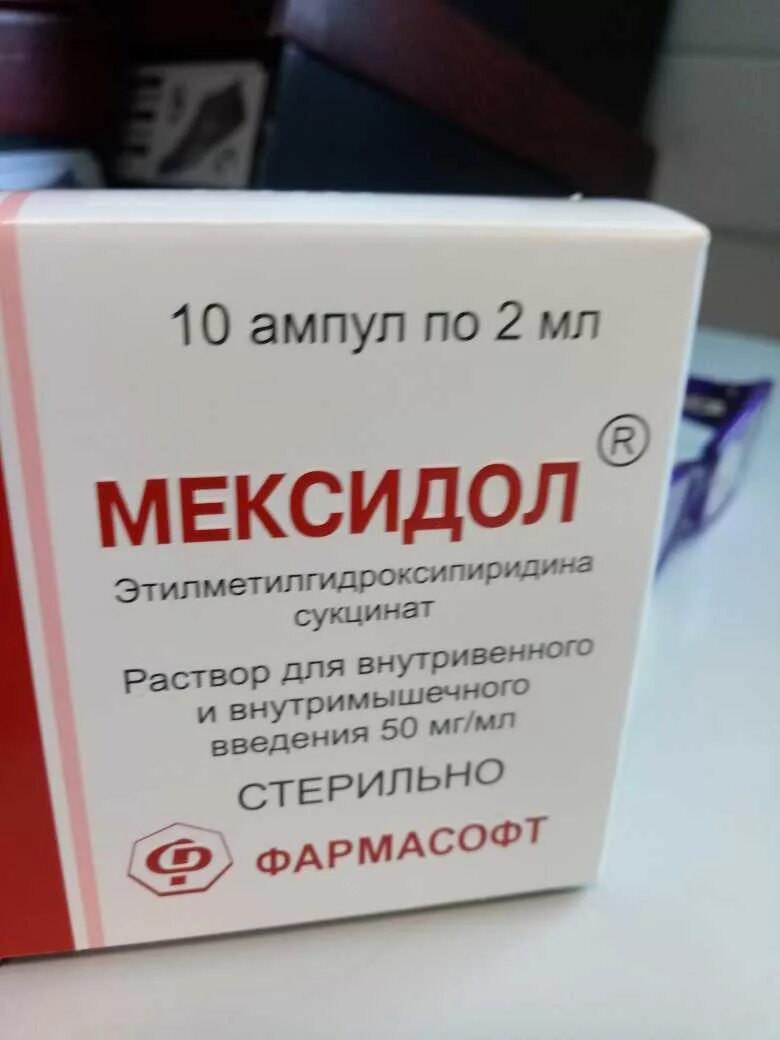 10 ампул по 2 мл
МЕКСИДОЛ ®
Этилметилгидроксипиридина
сукцинат
Раствор для внутривенного
и внутримышечного
введения 50 мг/мл
СТЕРИЛЬНО
ФАРМАСОФТ